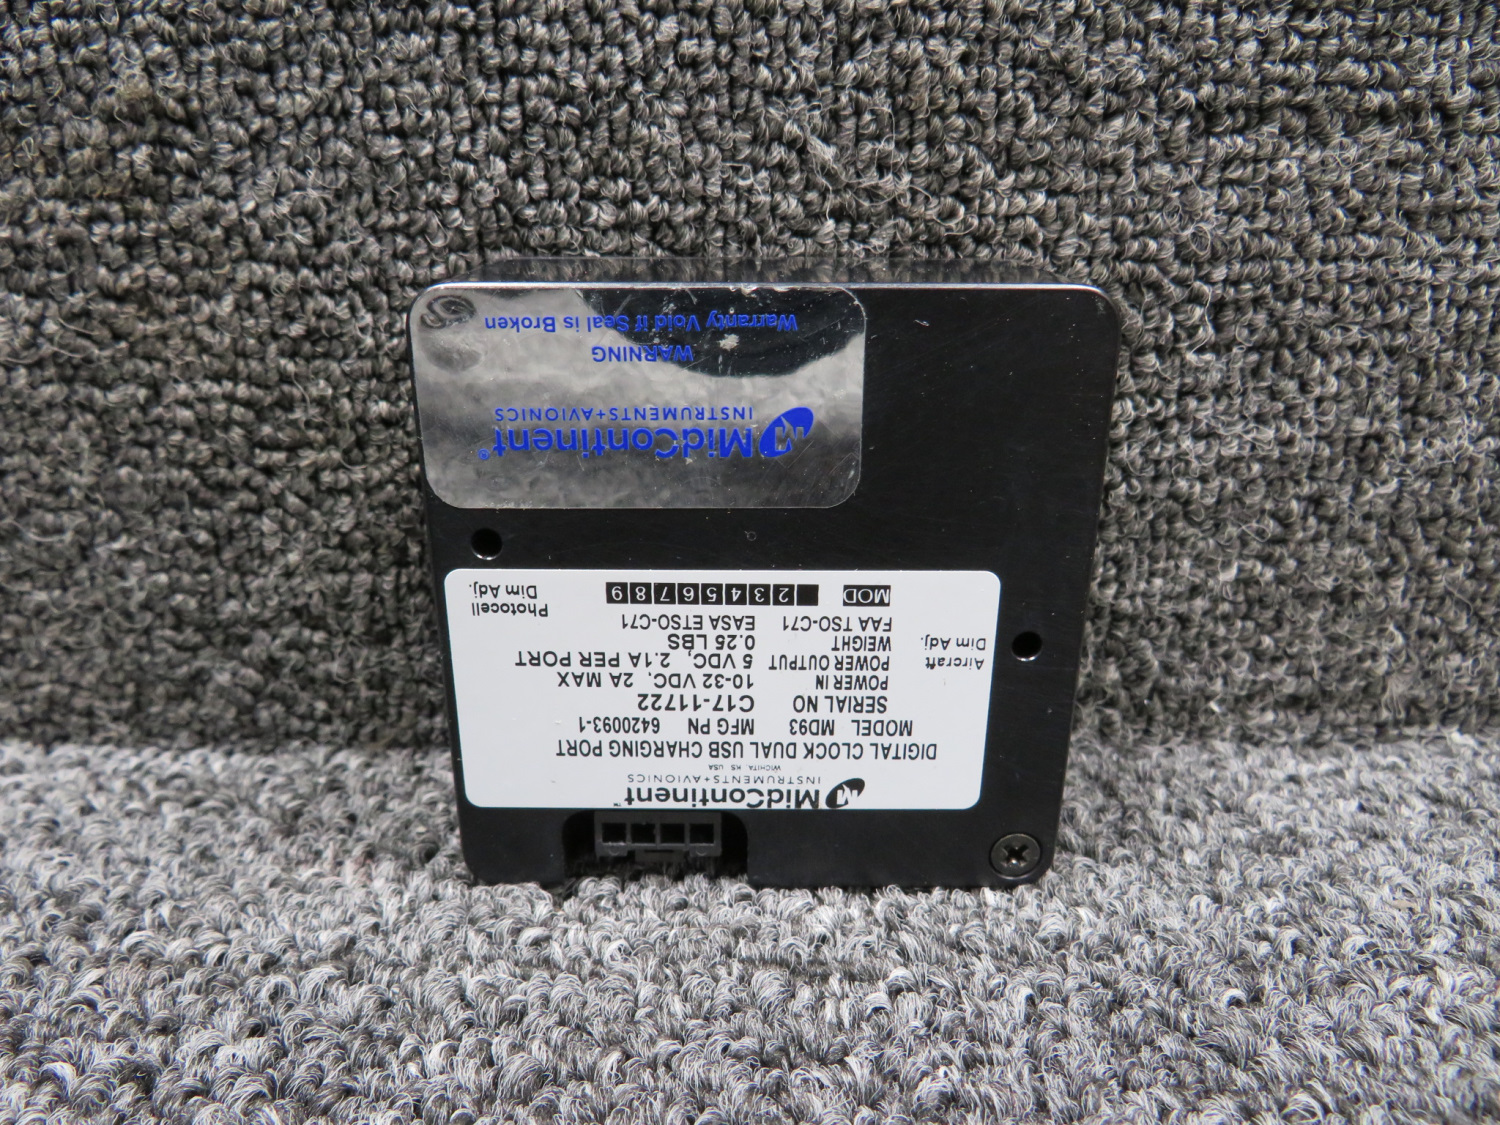 MidContinent™
INSTRUMENTS+AVIONICS
WICHITA, KS USA
DIGITAL CLOCK DUAL USB CHARGING PORT
MODEL MD93 MFG PN 6420093-1
SERIAL NO C17-11722
POWER IN 10-32 VDC, 2A MAX
POWER OUTPUT 5 VDC, 2.1A PER PORT
WEIGHT 0.25 LBS
FAA TSO-C71 EASA ETSO-C71
MOD 2 3 4 5 6 7 8 9
Aircraft
Dim Adj.
Photocell
Dim Adj.
MidContinent®
INSTRUMENTS+AVIONICS
WARNING
Warranty Void if Seal is Broken